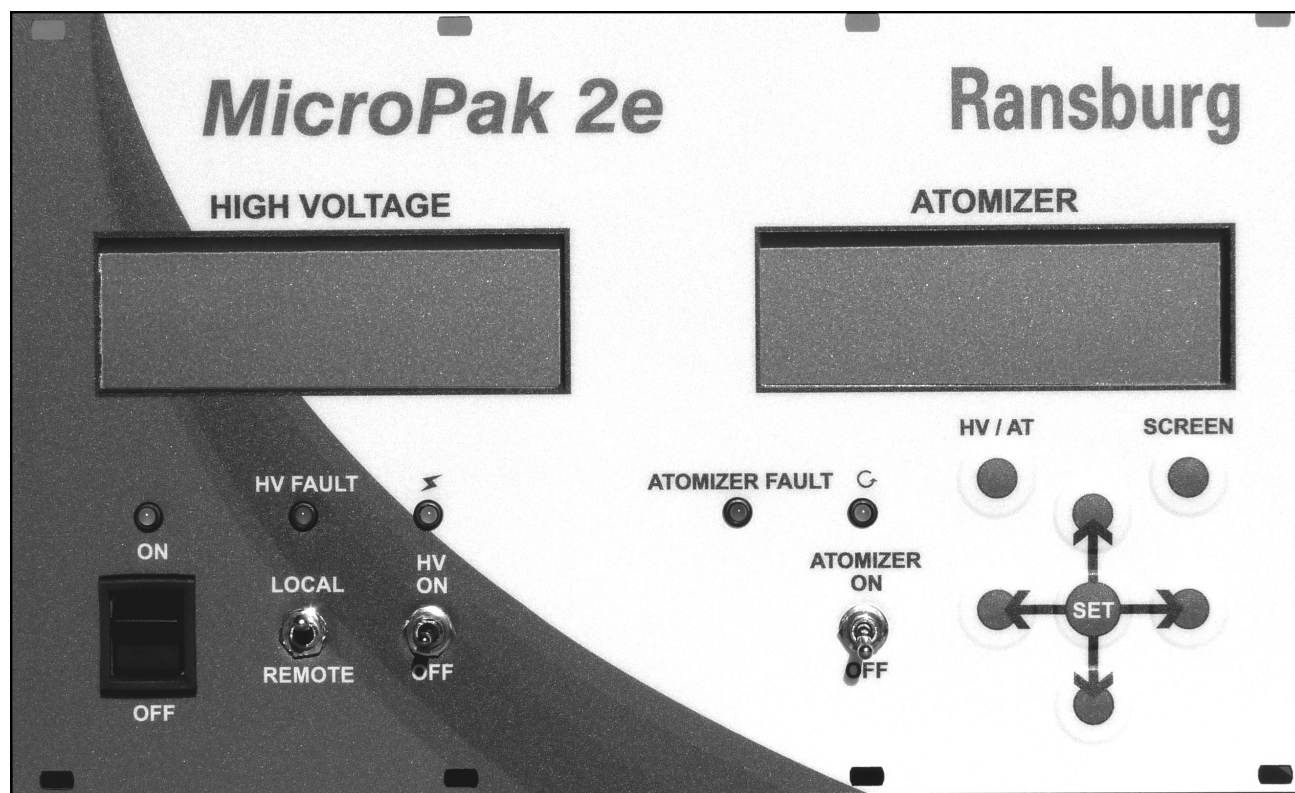 MicroPak 2e
Ransburg
HIGH VOLTAGE
ATOMIZER
HV / AT
SCREEN
HV FAULT
ATOMIZER FAULT
ON
HV
ON
ATOMIZER
ON
LOCAL
SET
REMOTE
OFF
OFF
OFF